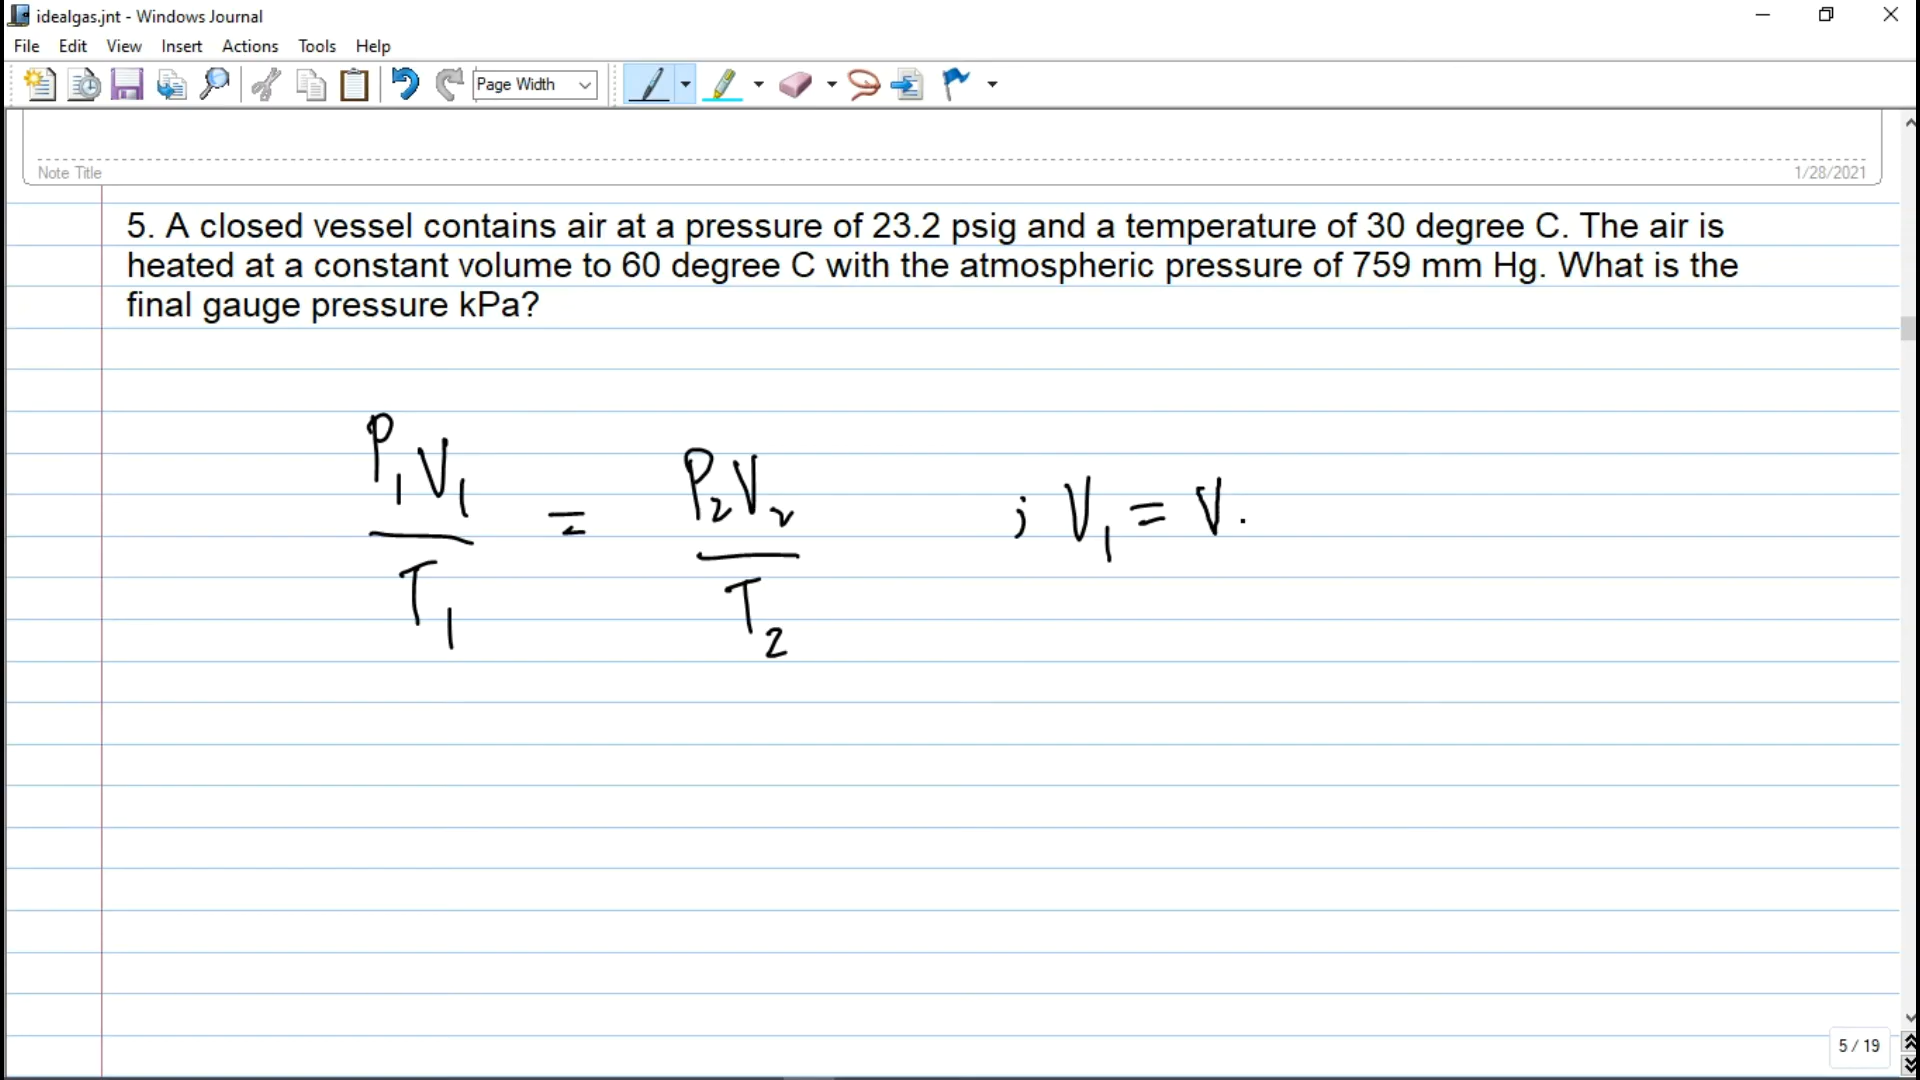 idealgas.jnt - Windows Journal
File Edit View Insert Actions Tools Help
Page Width
Note Title
1/28/2021
5. A closed vessel contains air at a pressure of 23.2 psig and a temperature of 30 degree C. The air is
heated at a constant volume to 60 degree C with the atmospheric pressure of 759 mm Hg. What is the
final gauge pressure kPa?
P₁V₁ / T₁ = P₂V₂ / T₂ ; V₁ = V.
5 / 19